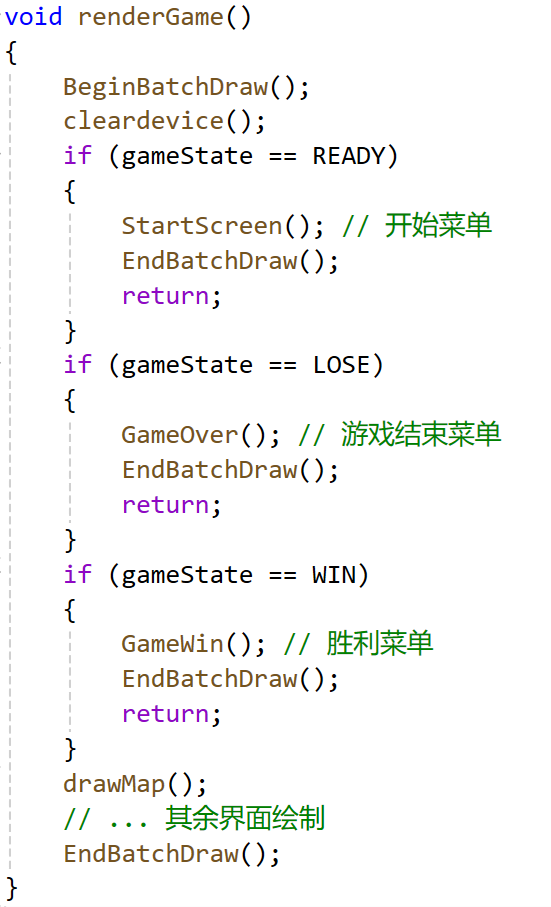 void renderGame()
{
    BeginBatchDraw();
    cleardevice();
    if (gameState == READY)
    {
        StartScreen(); // 开始菜单
        EndBatchDraw();
        return;
    }
    if (gameState == LOSE)
    {
        GameOver(); // 游戏结束菜单
        EndBatchDraw();
        return;
    }
    if (gameState == WIN)
    {
        GameWin(); // 胜利菜单
        EndBatchDraw();
        return;
    }
    drawMap();
    // ... 其余界面绘制
    EndBatchDraw();
}